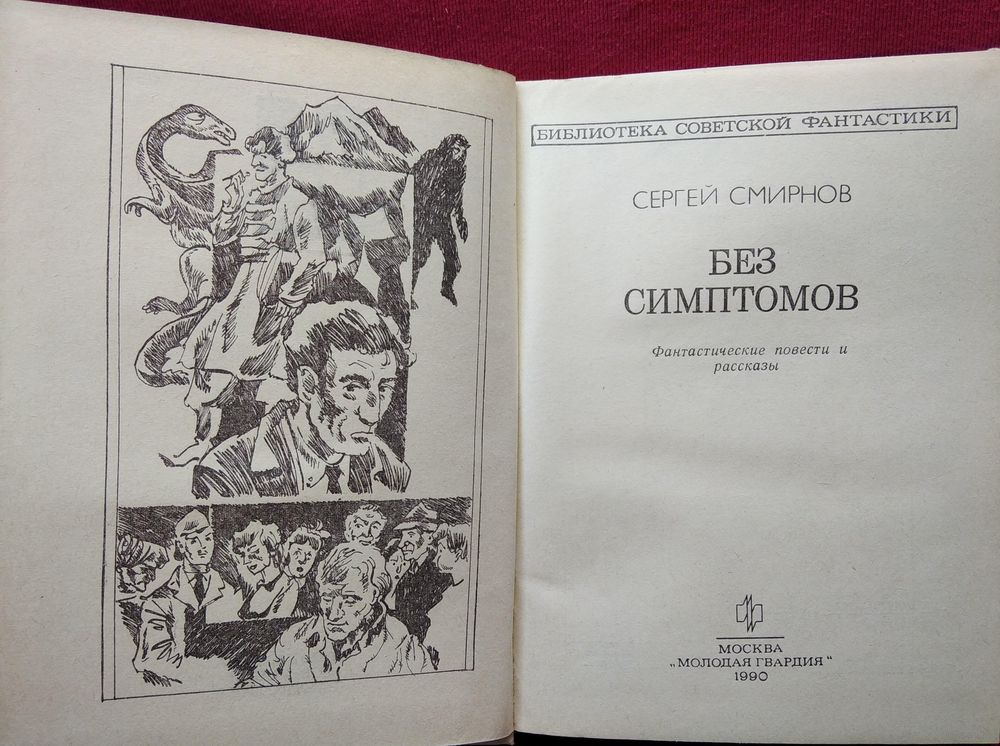 БИБЛИОТЕКА СОВЕТСКОЙ ФАНТАСТИКИ
СЕРГЕЙ СМИРНОВ
БЕЗ
СИМПТОМОВ
Фантастические повести и
рассказы
МОСКВА
„МОЛОДАЯ ГВАРДИЯ"
1990